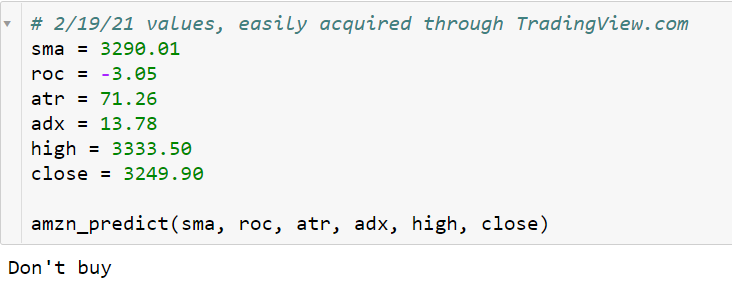 # 2/19/21 values, easily acquired through TradingView.com
sma = 3290.01
roc = -3.05
atr = 71.26
adx = 13.78
high = 3333.50
close = 3249.90
amzn_predict(sma, roc, atr, adx, high, close)
Don't buy